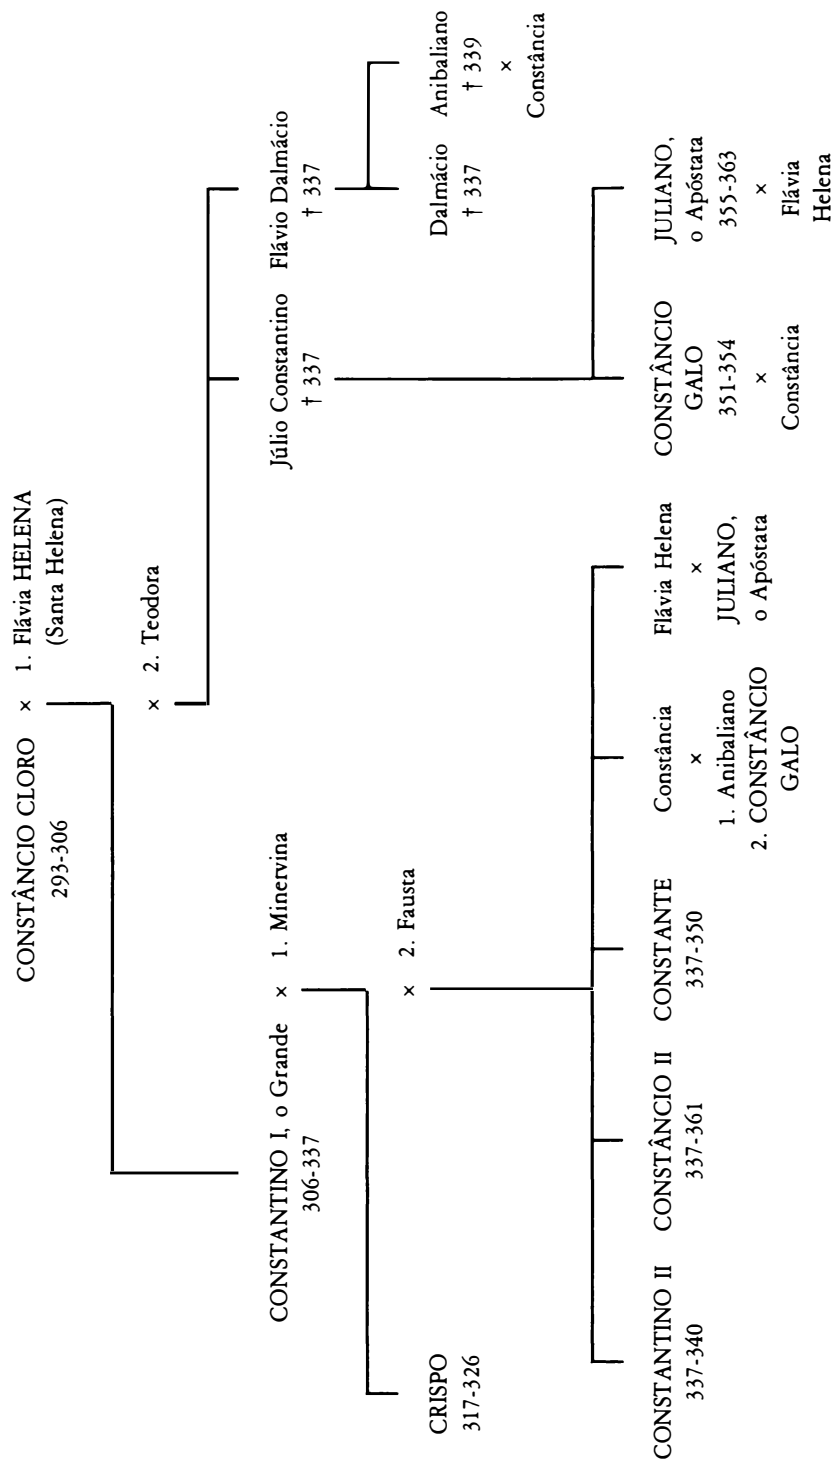 CONSTÂNCIO CLORO × 1. Flávia HELENA
293-306 (Santa Helena)
× 2. Teodora
CONSTANTINO I, o Grande × 1. Minervina
306-337
Júlio Constantino
† 337
Flávio Dalmácio
† 337
CRISPO
317-326
× 2. Fausta
Dalmácio
† 337
Anibaliano
† 339
×
Constância
CONSTANTINO II
337-340
CONSTÂNCIO II
337-361
CONSTANTE
337-350
Constância
×
1. Anibaliano
2. CONSTÂNCIO
GALO
Flávia Helena
×
JULIANO,
o Apóstata
CONSTÂNCIO
GALO
351-354
×
Constância
JULIANO,
o Apóstata
355-363
×
Flávia
Helena